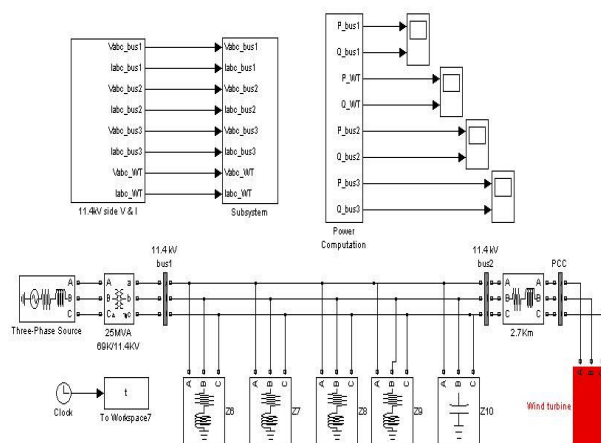 Vabc_bus1 Vabc_bus1
Iabc_bus1 Iabc_bus1
Vabc_bus2 Vabc_bus2
Iabc_bus2 Iabc_bus2
Vabc_bus3 Vabc_bus3
Iabc_bus3 Iabc_bus3
Vabc_WT Vabc_WT
Iabc_WT Iabc_WT
11.4kV side V & I
Subsystem
P_bus1
Q_bus1
P_WT
Q_WT
P_bus2
Q_bus2
P_bus3
Q_bus3
Power
Computation
11.4 kV
bus1
11.4 kV
bus2
PCC
A A a A
B B b B
C C c C
Three-Phase Source
25MVA
69K/11.4kV
2.7Km
A B C A B C A B C A B C A B C A B
Z6 Z7 Z8 Z9 Z10
Clock
t
To Workspace7
Wind turbine